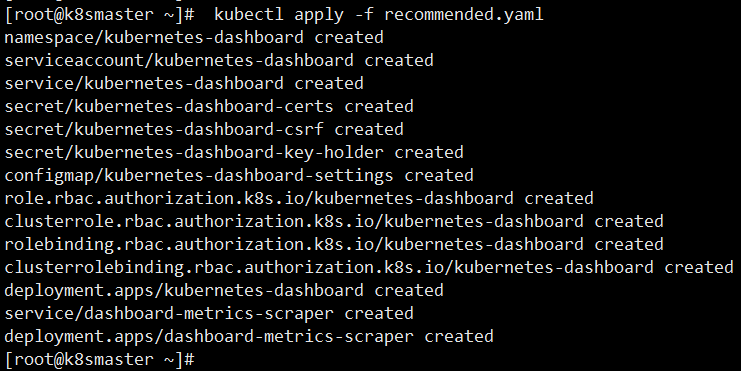 [root@k8smaster ~]#  kubectl apply -f recommended.yaml
namespace/kubernetes-dashboard created
serviceaccount/kubernetes-dashboard created
service/kubernetes-dashboard created
secret/kubernetes-dashboard-certs created
secret/kubernetes-dashboard-csrf created
secret/kubernetes-dashboard-key-holder created
configmap/kubernetes-dashboard-settings created
role.rbac.authorization.k8s.io/kubernetes-dashboard created
clusterrole.rbac.authorization.k8s.io/kubernetes-dashboard created
rolebinding.rbac.authorization.k8s.io/kubernetes-dashboard created
clusterrolebinding.rbac.authorization.k8s.io/kubernetes-dashboard created
deployment.apps/kubernetes-dashboard created
service/dashboard-metrics-scraper created
deployment.apps/dashboard-metrics-scraper created
[root@k8smaster ~]#